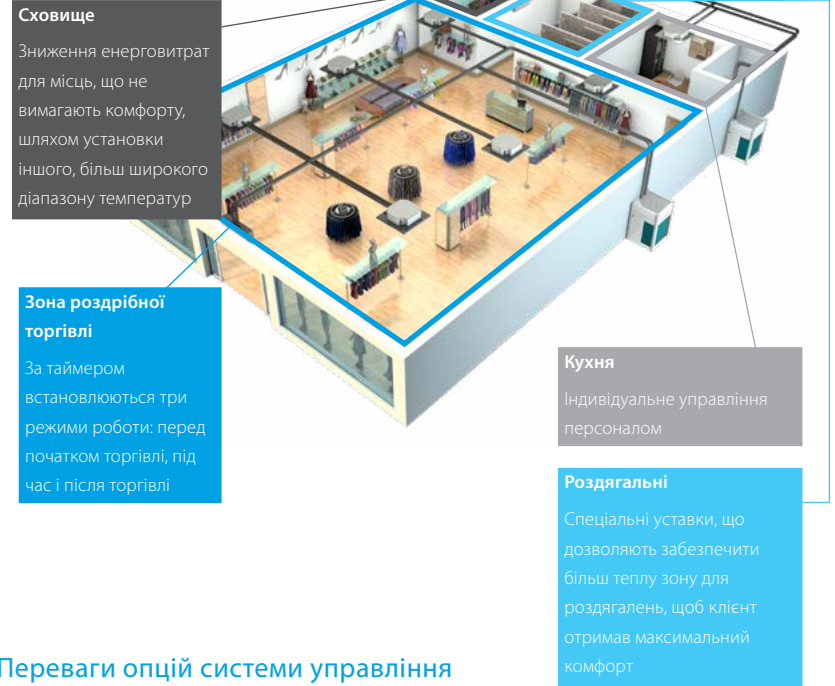 Сховище
Зниження енерговитрат
для місць, що не
вимагають комфорту,
шляхом установки
іншого, більш широкого
діапазону температур
Зона роздрібної
торгівлі
За таймером
встановлюються три
режими роботи: перед
початком торгівлі, під
час і після торгівлі
Кухня
Індивідуальне управління
персоналом
Роздягальні
Спеціальні уставки, що
дозволяють забезпечити
більш теплу зону для
роздягалень, щоб клієнт
отримав максимальний
комфорт
Переваги опцій системи управління